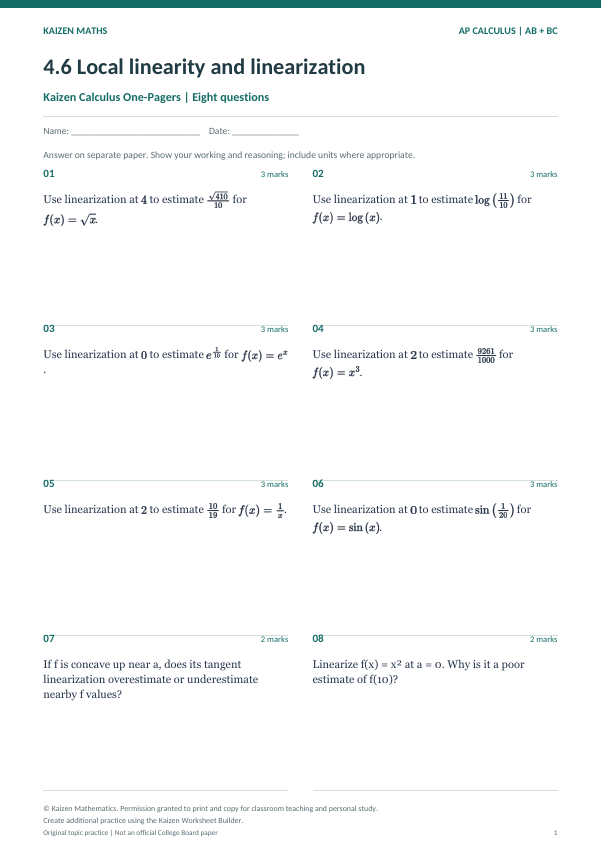 KAIZEN MATHS
AP CALCULUS | AB + BC
4.6 Local linearity and linearization
Kaizen Calculus One-Pagers | Eight questions
Name: ____________________________ Date: ______________
Answer on separate paper. Show your working and reasoning; include units where appropriate.
01 3 marks
Use linearization at 4 to estimate √410/10 for
f(x) = √x.
02 3 marks
Use linearization at 1 to estimate log (11/10) for
f(x) = log (x).
03 3 marks
Use linearization at 0 to estimate e^(1/10) for f(x) = e^x
.
04 3 marks
Use linearization at 2 to estimate 9261/1000 for
f(x) = x³.
05 3 marks
Use linearization at 2 to estimate 10/19 for f(x) = 1/x.
06 3 marks
Use linearization at 0 to estimate sin (1/20) for
f(x) = sin (x).
07 2 marks
If f is concave up near a, does its tangent
linearization overestimate or underestimate
nearby f values?
08 2 marks
Linearize f(x) = x² at a = 0. Why is it a poor
estimate of f(10)?
© Kaizen Mathematics. Permission granted to print and copy for classroom teaching and personal study.
Create additional practice using the Kaizen Worksheet Builder.
Original topic practice | Not an official College Board paper
1